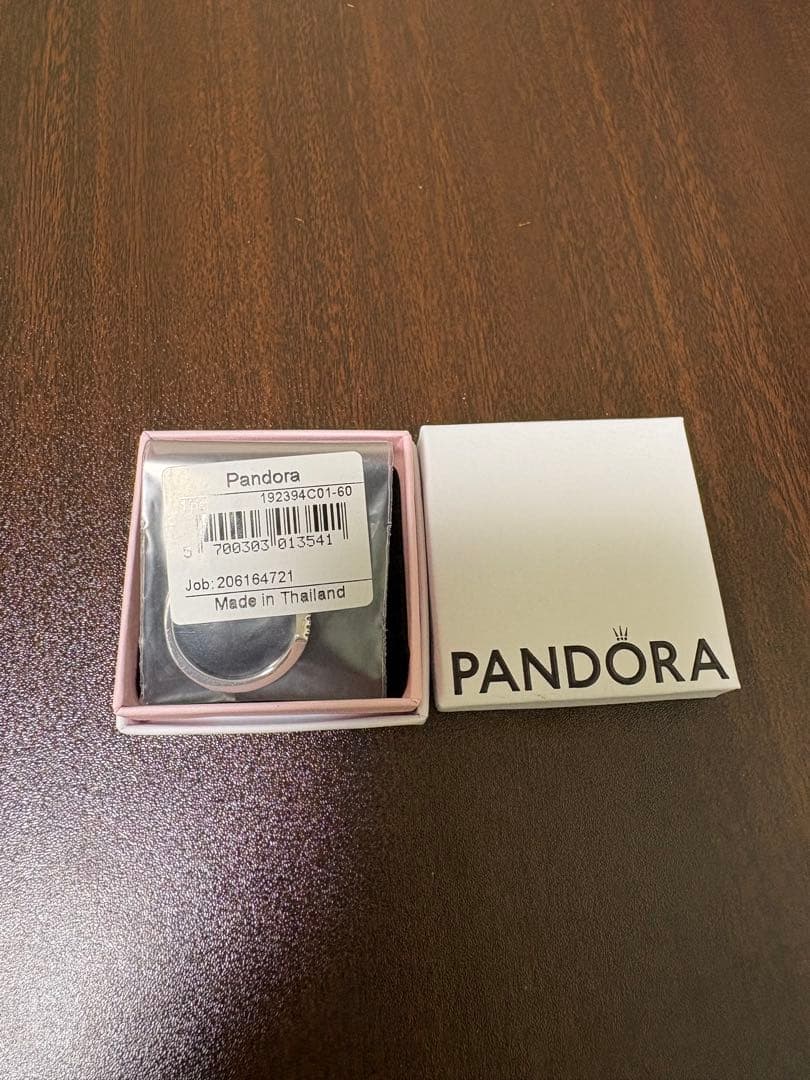 Pandora
192394C01-60
5 700303 013541
Job: 206164721
Made in Thailand
PANDORA